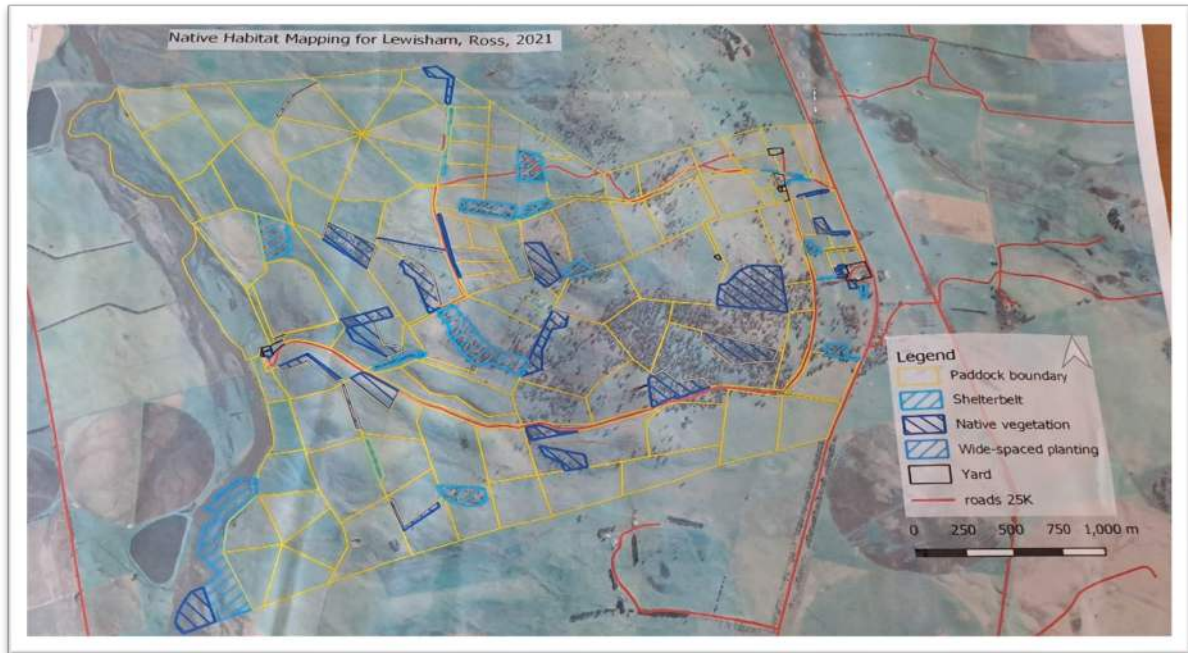 Native Habitat Mapping for Lewisham, Ross, 2021
Legend
Paddock boundary
Shelterbelt
Native vegetation
Wide-spaced planting
Yard
roads 25K
0 250 500 750 1,000 m